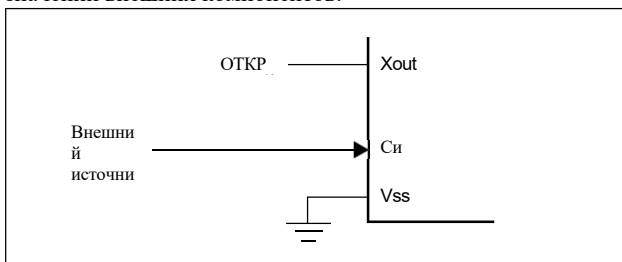 ОТКР
Xout
Внешни
й
источни
Си
Vss